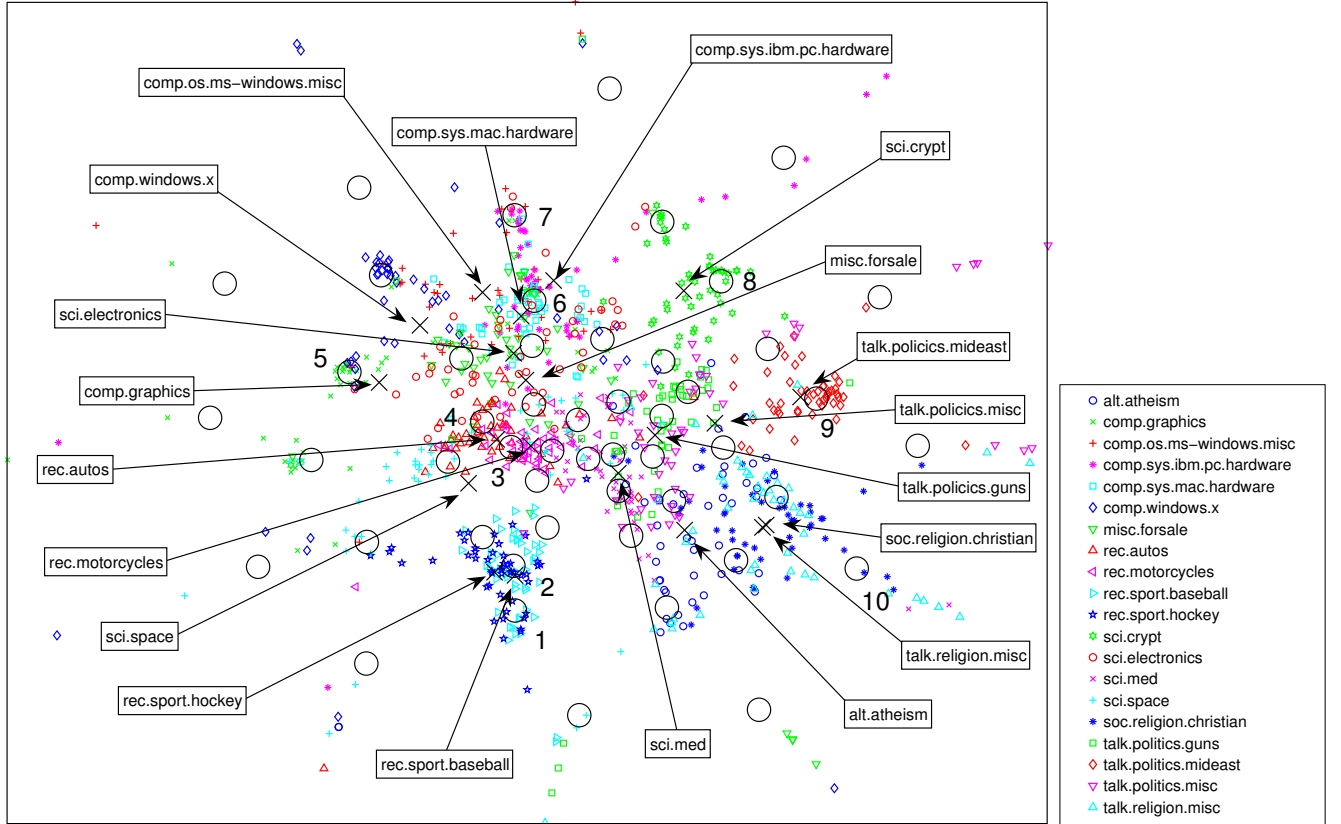 comp.sys.ibm.pc.hardware
comp.os.ms−windows.misc
comp.sys.mac.hardware
sci.crypt
comp.windows.x
7
misc.forsale
8
sci.electronics
6
talk.policics.mideast
5
comp.graphics
talk.policics.misc
4
9
rec.autos
3
talk.policics.guns
soc.religion.christian
rec.motorcycles
2
10
sci.space
1
talk.religion.misc
rec.sport.hockey
alt.atheism
sci.med
rec.sport.baseball
alt.atheism
comp.graphics
comp.os.ms−windows.misc
comp.sys.ibm.pc.hardware
comp.sys.mac.hardware
comp.windows.x
misc.forsale
rec.autos
rec.motorcycles
rec.sport.baseball
rec.sport.hockey
sci.crypt
sci.electronics
sci.med
sci.space
soc.religion.christian
talk.politics.guns
talk.politics.mideast
talk.politics.misc
talk.religion.misc